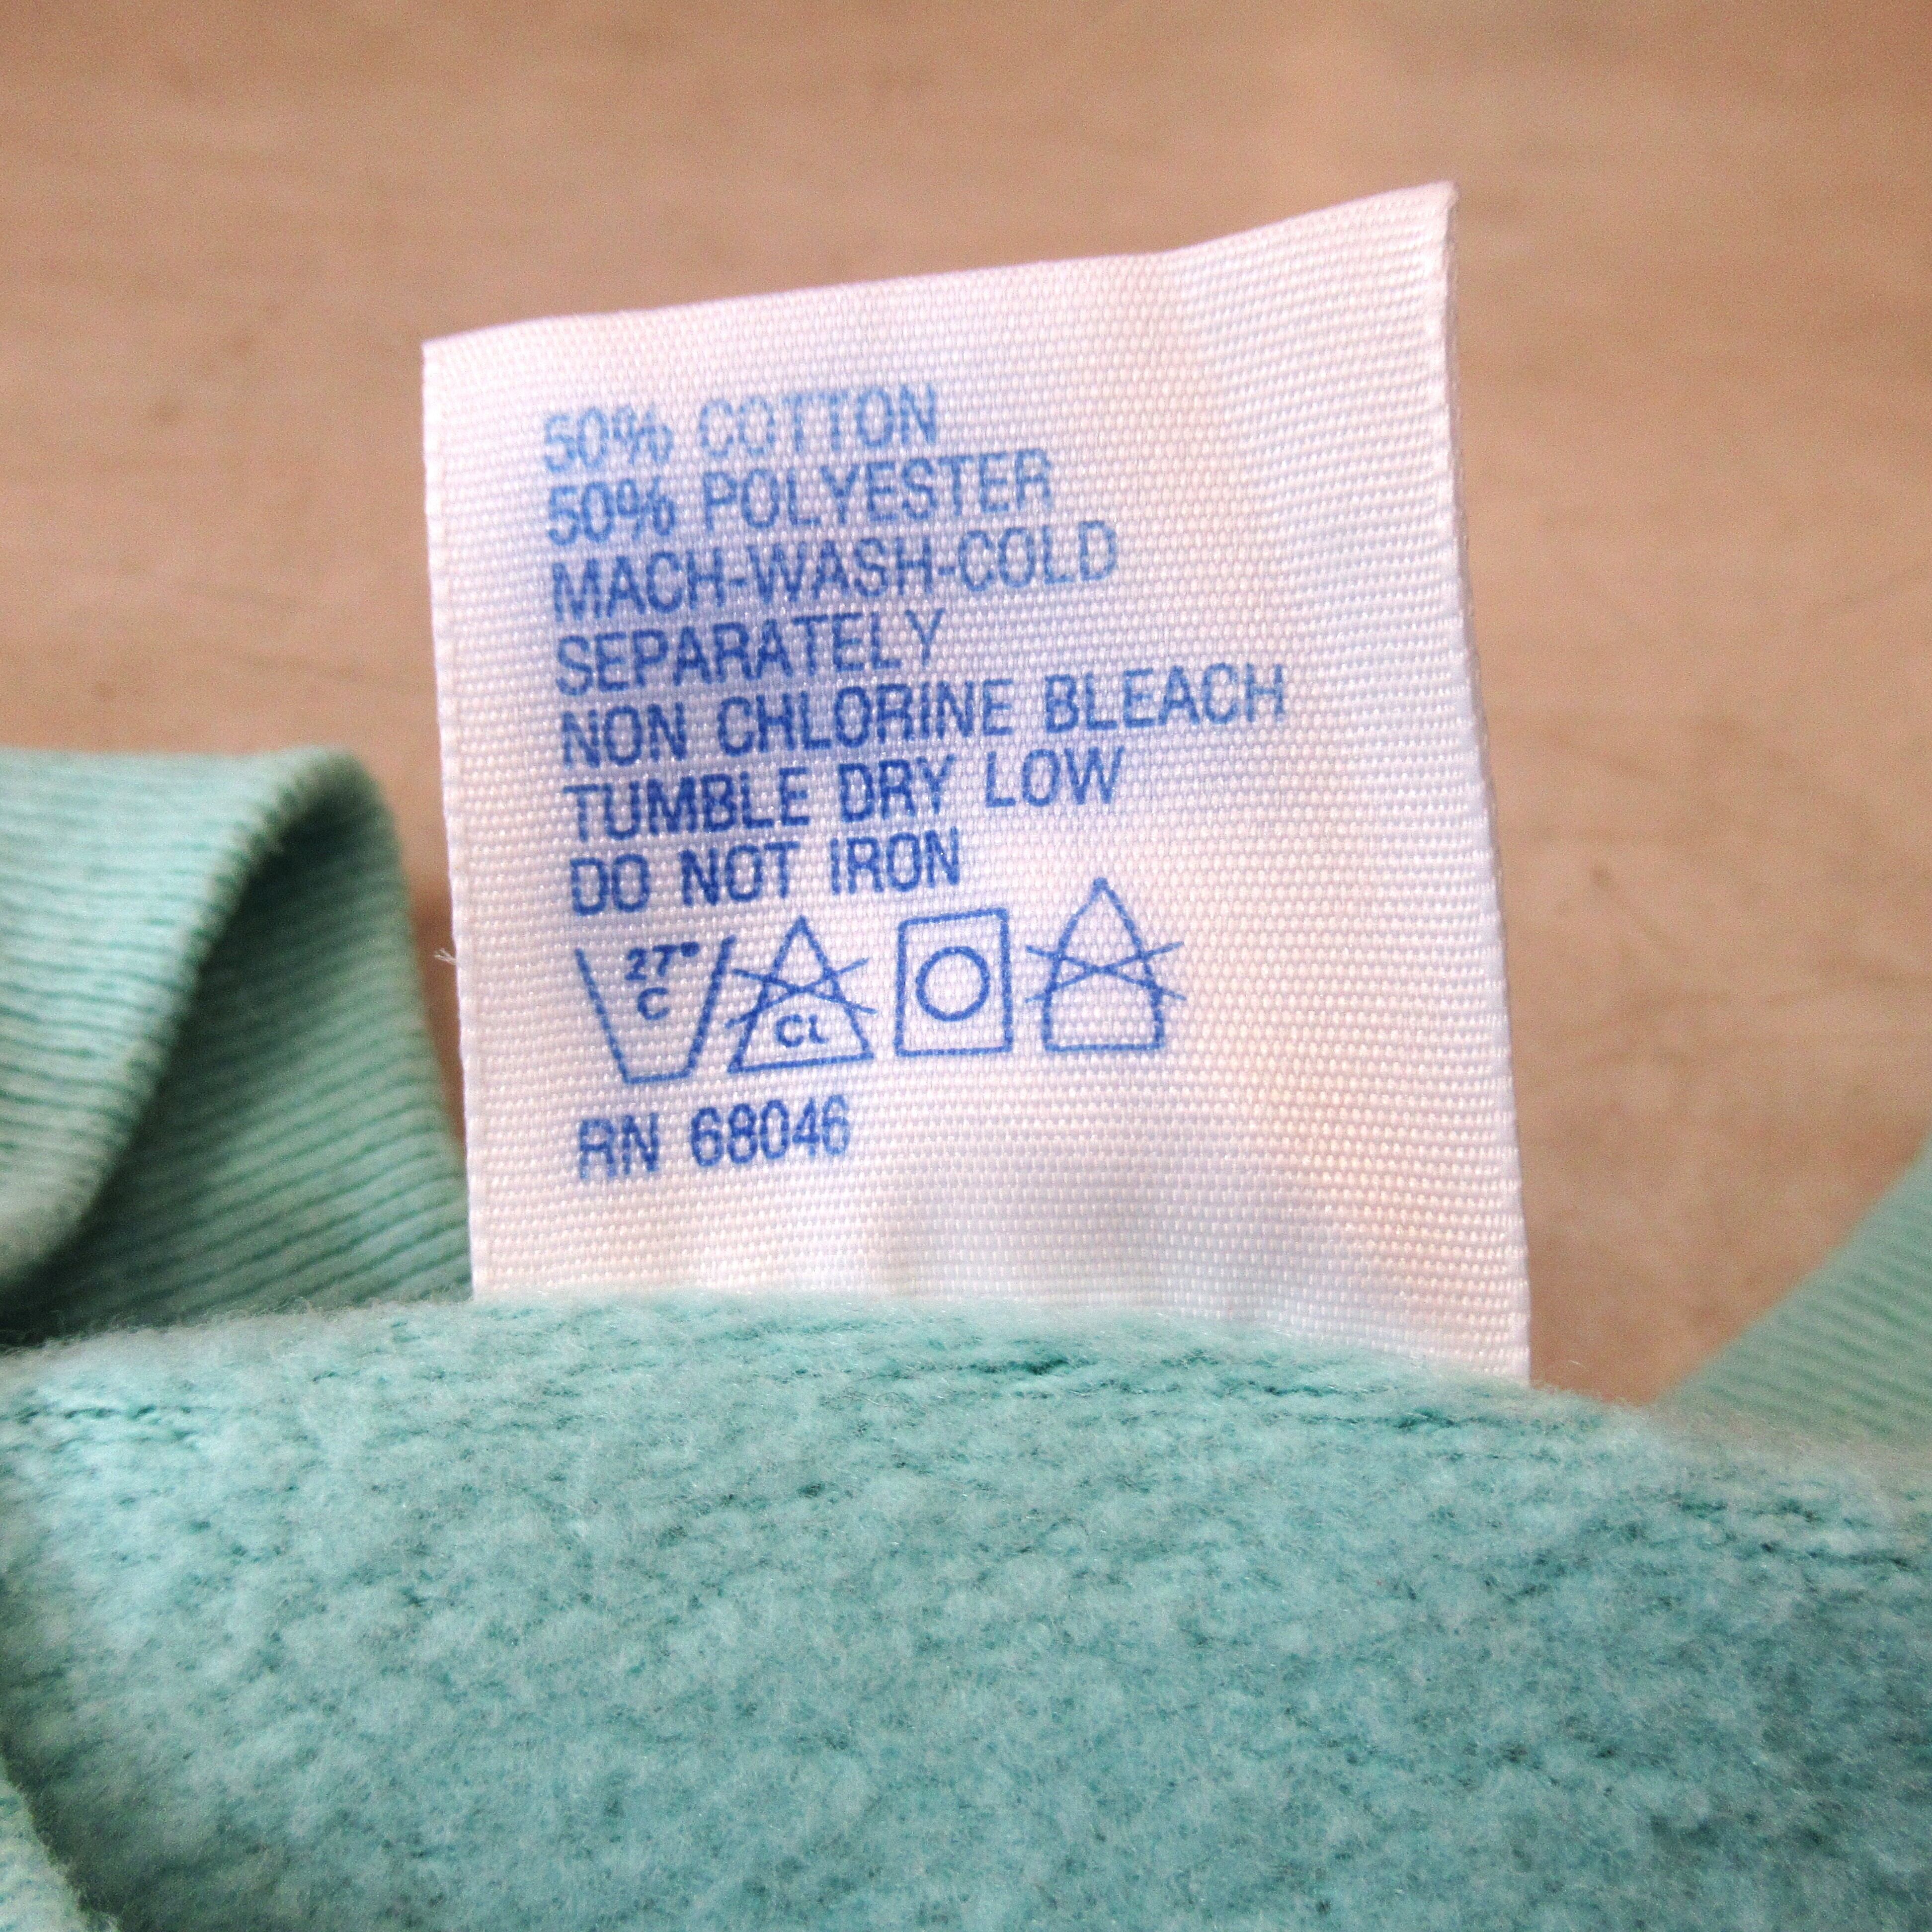 50% COTTON
50% POLYESTER
MACH-WASH-COLD
SEPARATELY
NON CHLORINE BLEACH
TUMBLE DRY LOW
DO NOT IRON
27°
C
CL
RN 68046